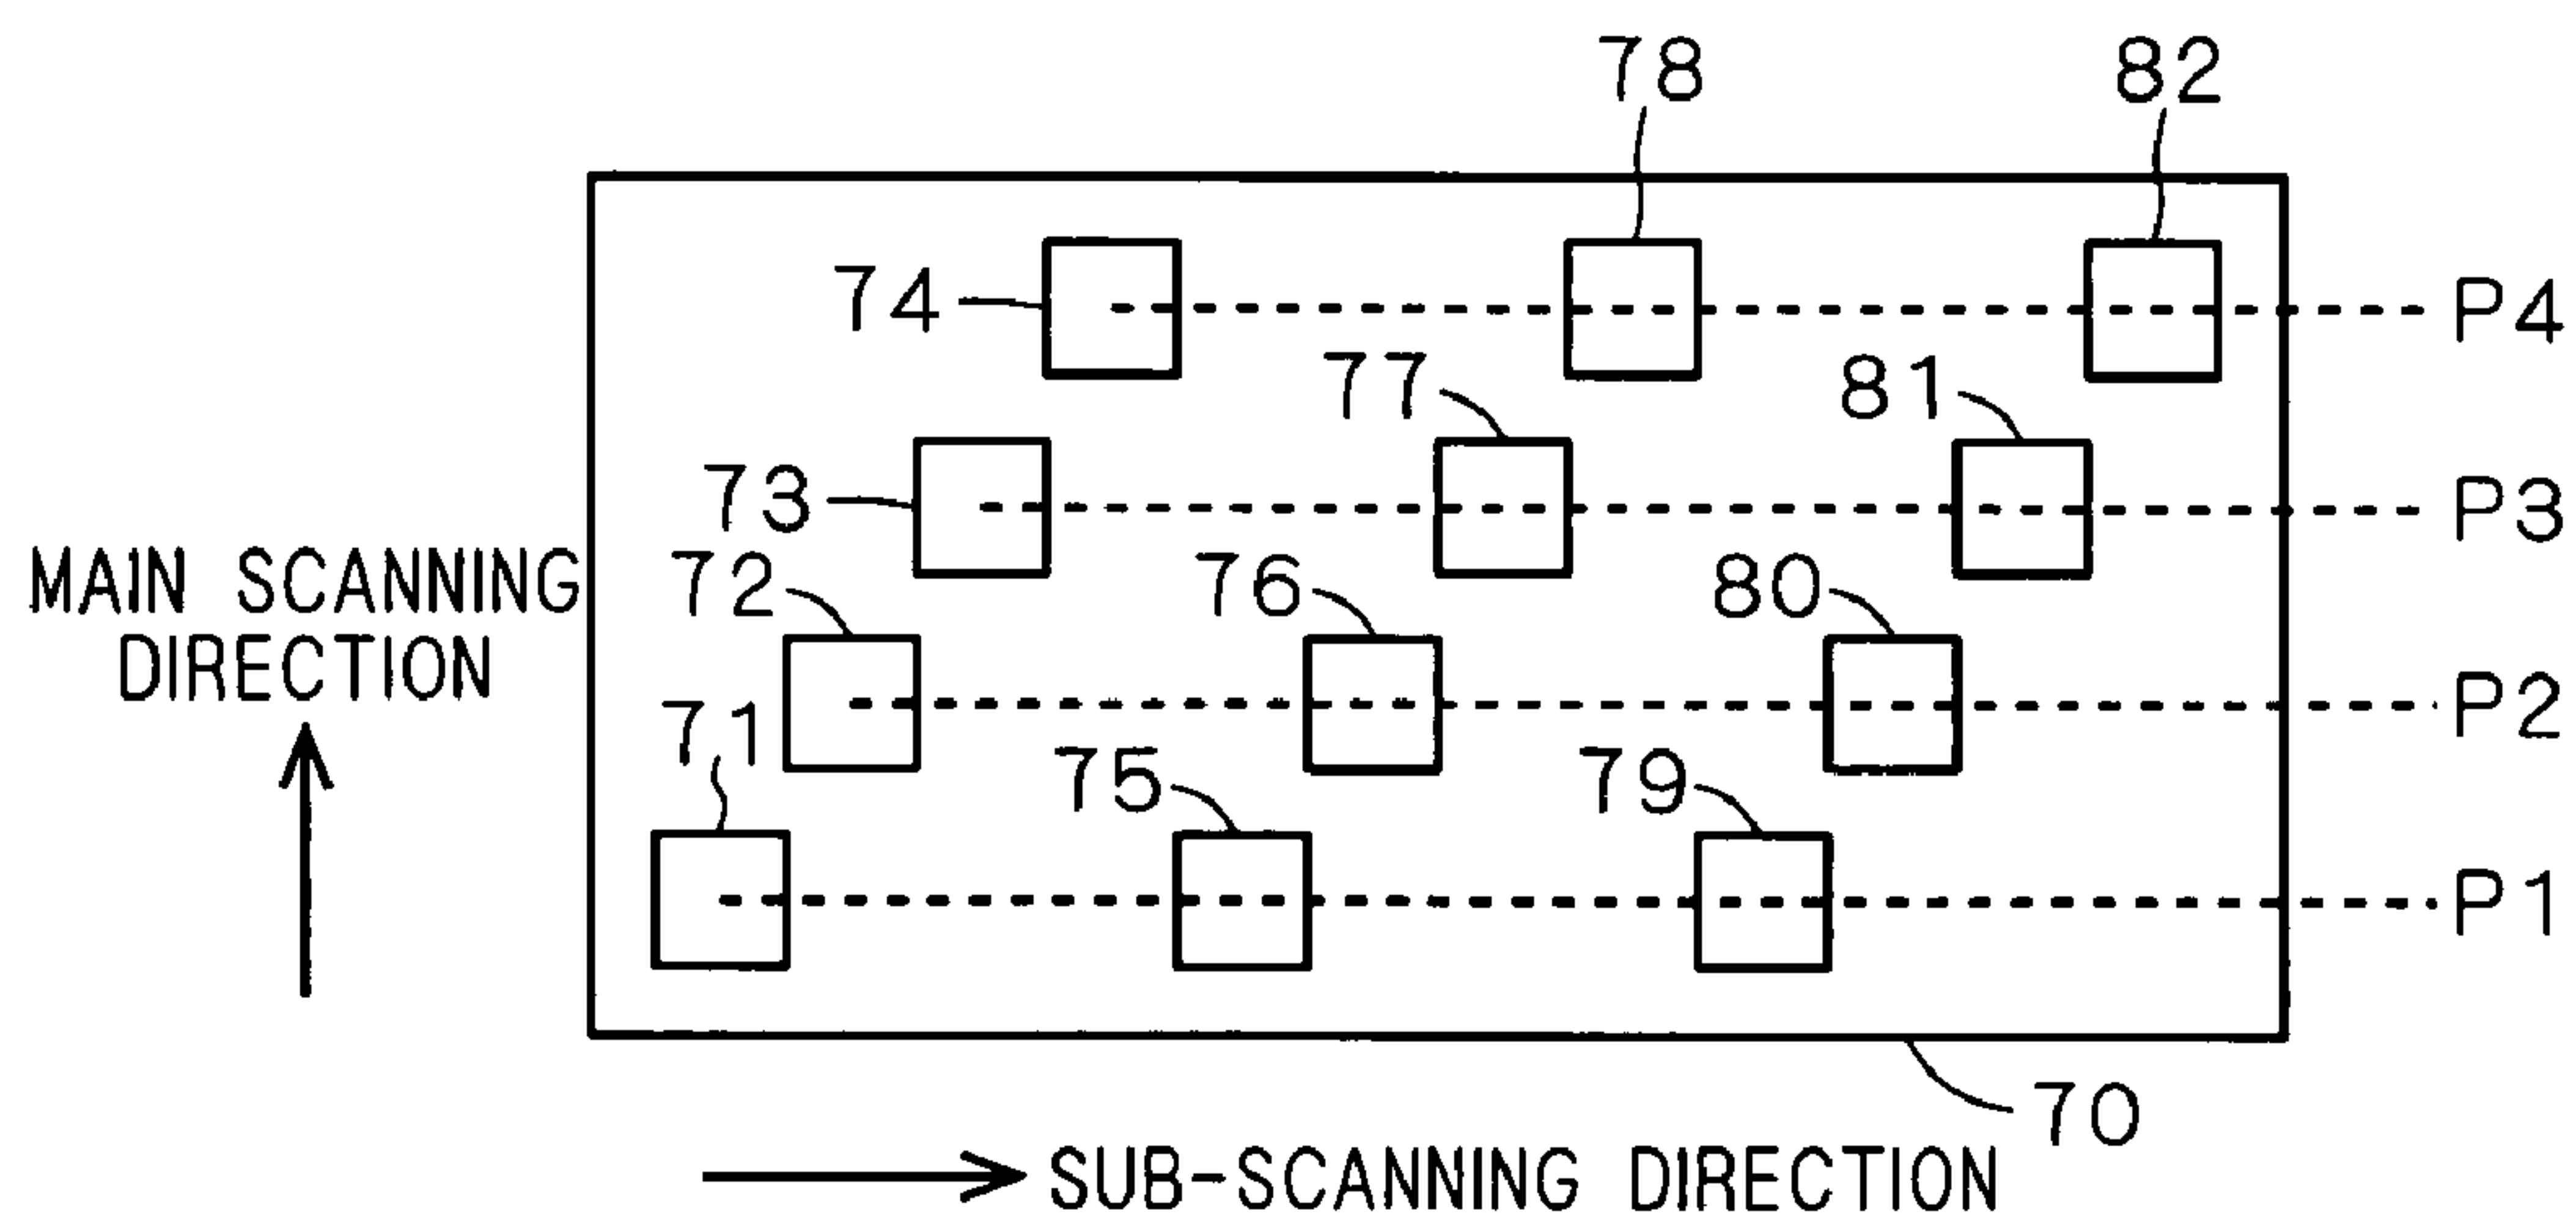 78 82
74 P4
77 81
73 P3
MAIN SCANNING
DIRECTION
72 76 80
71 P2
75 79
P1
70
SUB-SCANNING DIRECTION